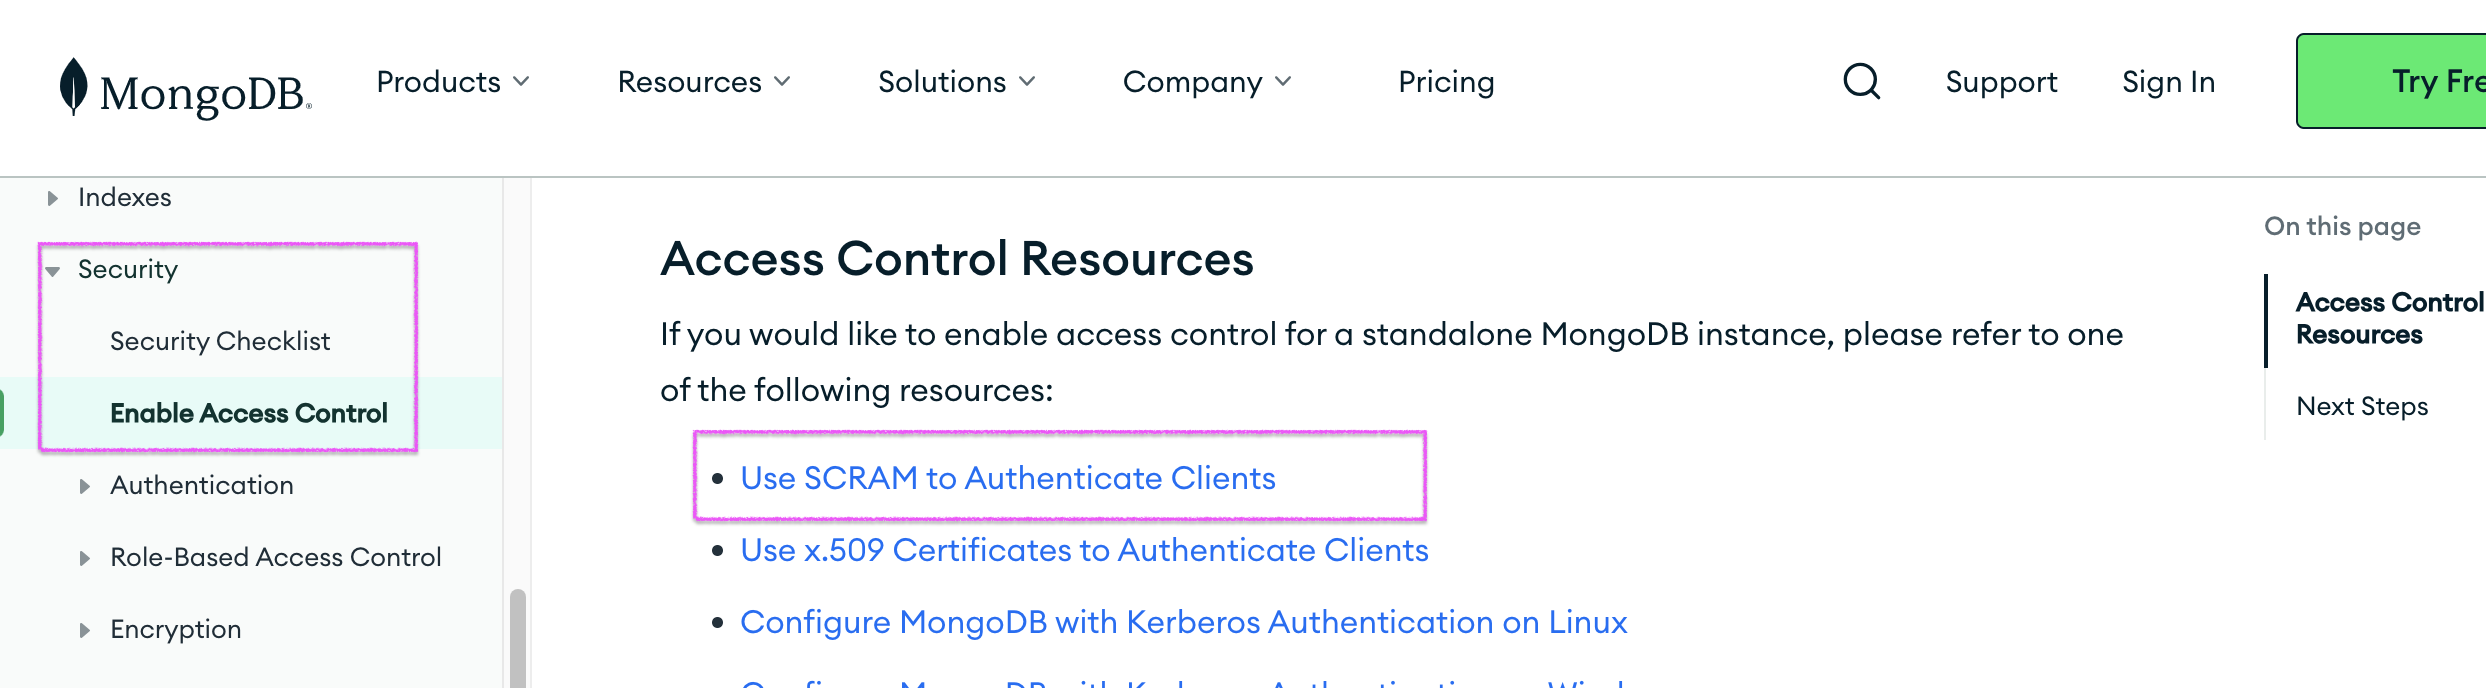 MongoDB®
Products
Resources
Solutions
Company
Pricing
Support
Sign In
Try
Indexes
Security
Security Checklist
Enable Access Control
Authentication
Role-Based Access Control
Encryption
Access Control Resources
If you would like to enable access control for a standalone MongoDB instance, please refer to one
of the following resources:
Use SCRAM to Authenticate Clients
Use x.509 Certificates to Authenticate Clients
Configure MongoDB with Kerberos Authentication on Linux
On this page
Access Control
Resources
Next Steps